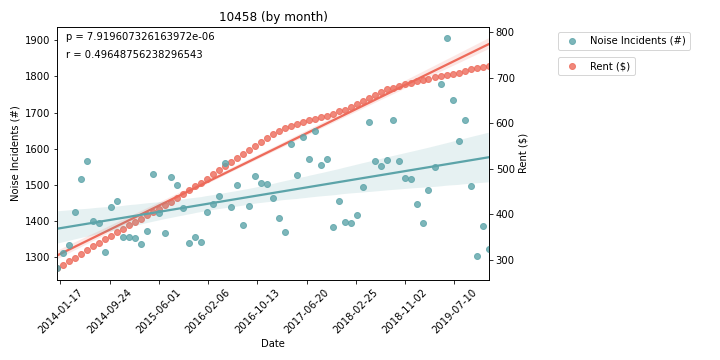 10458 (by month)
p = 7.919607326163972e-06
r = 0.49648756238296543
1900
1800
1700
1600
1500
1400
1300
Noise Incidents (#)
800
700
600
500
400
300
Rent ($)
2014-01-17
2014-09-24
2015-06-01
2016-02-06
2016-10-13
2017-06-20
2018-02-25
2018-11-02
2019-07-10
Date
Noise Incidents (#)
Rent ($)